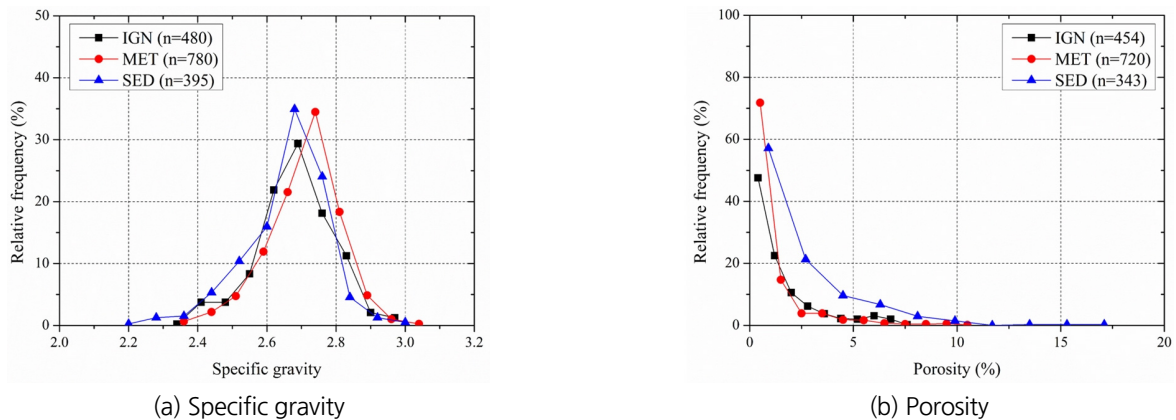 50
40
30
20
10
0
Relative frequency (%)
IGN (n=480)
MET (n=780)
SED (n=395)
2.0 2.2 2.4 2.6 2.8 3.0 3.2
Specific gravity
(a) Specific gravity
100
80
60
40
20
0
Relative frequency (%)
IGN (n=454)
MET (n=720)
SED (n=343)
0 5 10 15 20
Porosity (%)
(b) Porosity